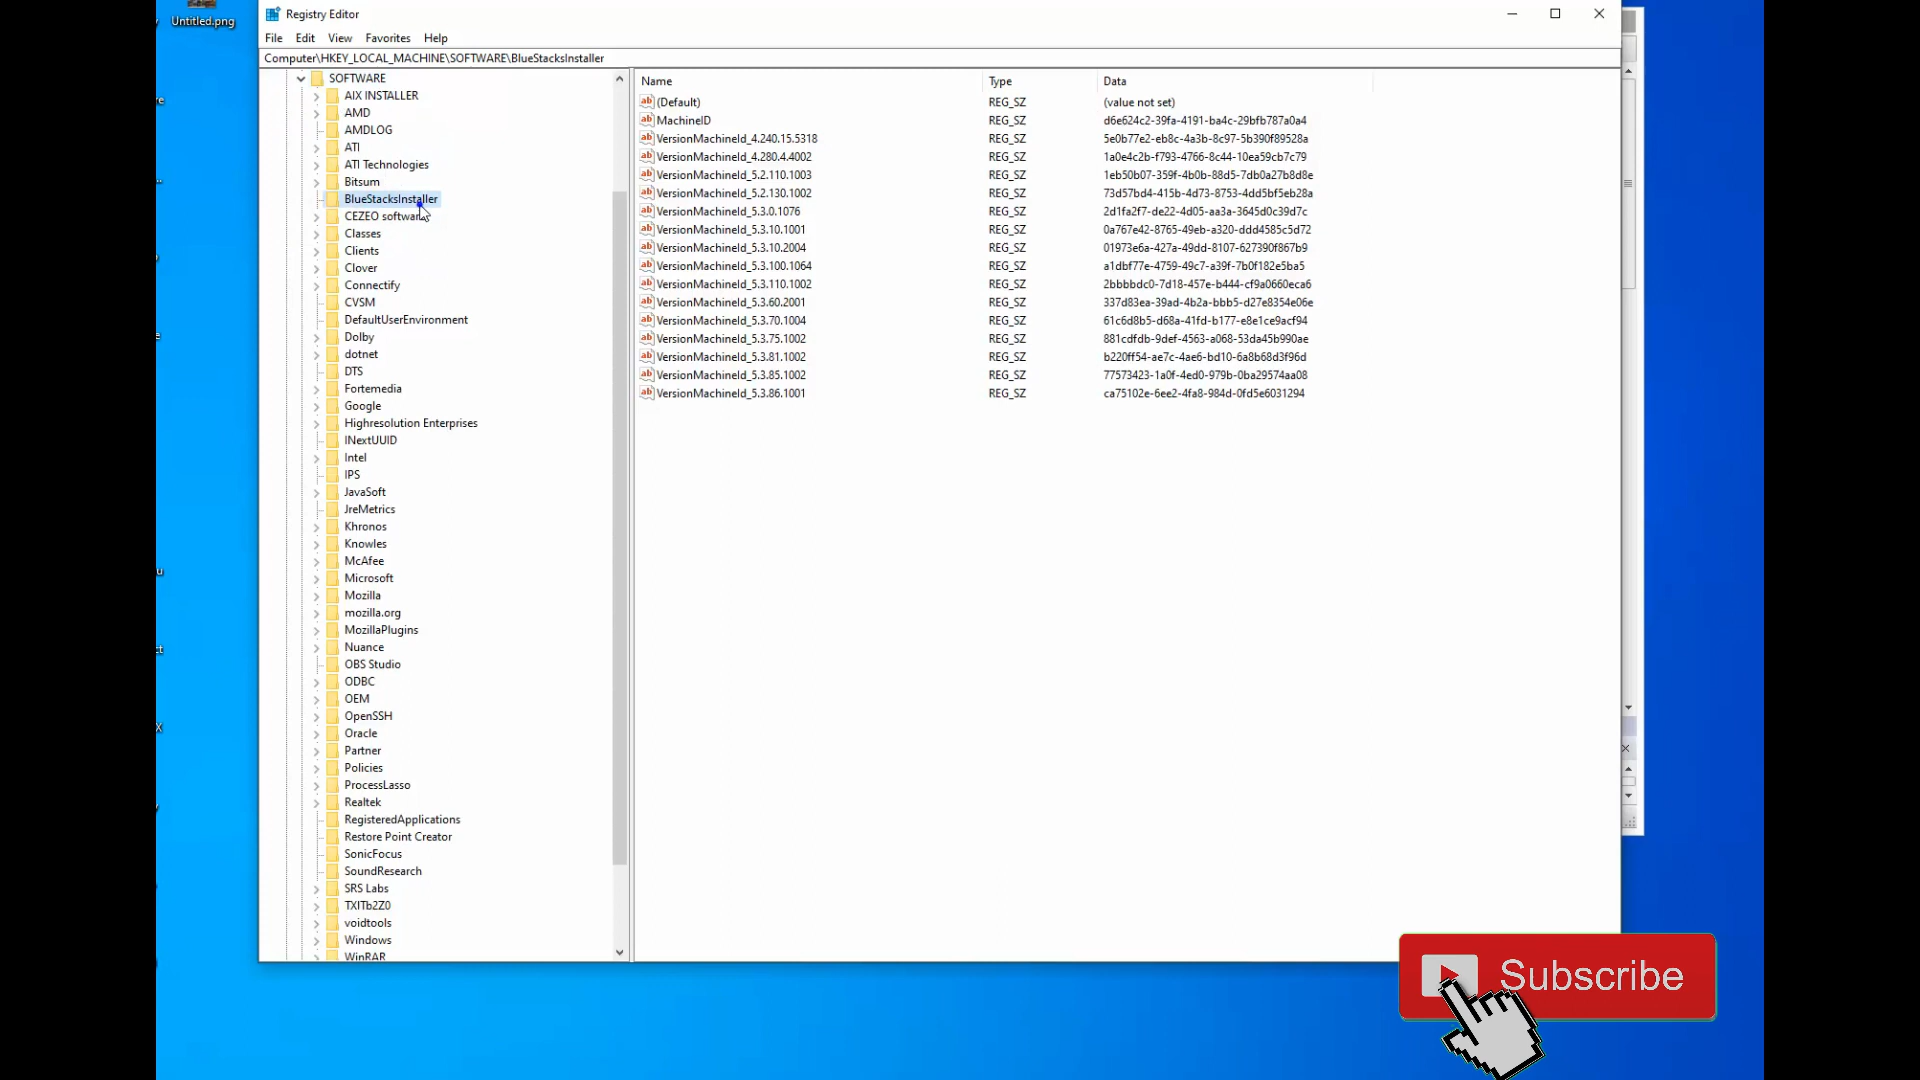 Untitled.png
Registry Editor
File Edit View Favorites Help
Computer\HKEY_LOCAL_MACHINE\SOFTWARE\BlueStacksInstaller
SOFTWARE
AIX INSTALLER
AMD
AMDLOG
ATI
ATI Technologies
Bitsum
BlueStacksInstaller
CEZEO software
Classes
Clients
Clover
Connectify
CVSM
DefaultUserEnvironment
Dolby
dotnet
DTS
Fortemedia
Google
Highresolution Enterprises
INextUUID
Intel
IPS
JavaSoft
JreMetrics
Khronos
Knowles
McAfee
Microsoft
Mozilla
mozilla.org
MozillaPlugins
Nuance
OBS Studio
ODBC
OEM
OpenSSH
Oracle
Partner
Policies
ProcessLasso
Realtek
RegisteredApplications
Restore Point Creator
SonicFocus
SoundResearch
SRS Labs
TXITb2Z0
voidtools
Windows
WinRAR
Name Type Data
(Default) REG_SZ (value not set)
MachineID REG_SZ d6e624c2-39fa-4191-ba4c-29bfb787a0a4
VersionMachineId_4.240.15.5318 REG_SZ 5e0b77e2-eb8c-4a3b-8c97-5b390f89528a
VersionMachineId_4.280.4.4002 REG_SZ 1a0e4c2b-f793-4766-8c44-10ea59cb7c79
VersionMachineId_5.2.110.1003 REG_SZ 1eb50b07-359f-4b0b-88d5-7db0a27b8d8e
VersionMachineId_5.2.130.1002 REG_SZ 73d57bd4-415b-4d73-8753-4dd5bf5eb28a
VersionMachineId_5.3.0.1076 REG_SZ 2d1fa2f7-de22-4d05-aa3a-3645d0c39d7c
VersionMachineId_5.3.10.1001 REG_SZ 0a767e42-8765-49eb-a320-ddd4585c5d72
VersionMachineId_5.3.10.2004 REG_SZ 01973e6a-427a-49dd-8107-627390f867b9
VersionMachineId_5.3.100.1064 REG_SZ a1dbf77e-4759-49c7-a39f-7b0f182e5ba5
VersionMachineId_5.3.110.1002 REG_SZ 2bbbbdc0-7d18-457e-b444-cf9a0660eca6
VersionMachineId_5.3.60.2001 REG_SZ 337d83ea-39ad-4b2a-bbb5-d27e8354e06e
VersionMachineId_5.3.70.1004 REG_SZ 61c6d8b5-d68a-41fd-b177-e8e1ce9acf94
VersionMachineId_5.3.75.1002 REG_SZ 881cdfdb-9def-4563-a068-53da45b990ae
VersionMachineId_5.3.81.1002 REG_SZ b220ff54-ae7c-4ae6-bd10-6a8b68d3f96d
VersionMachineId_5.3.85.1002 REG_SZ 77573423-1a0f-4ed0-979b-0ba29574aa08
VersionMachineId_5.3.86.1001 REG_SZ ca75102e-6ee2-4fa8-984d-0fd5e6031294
Subscribe